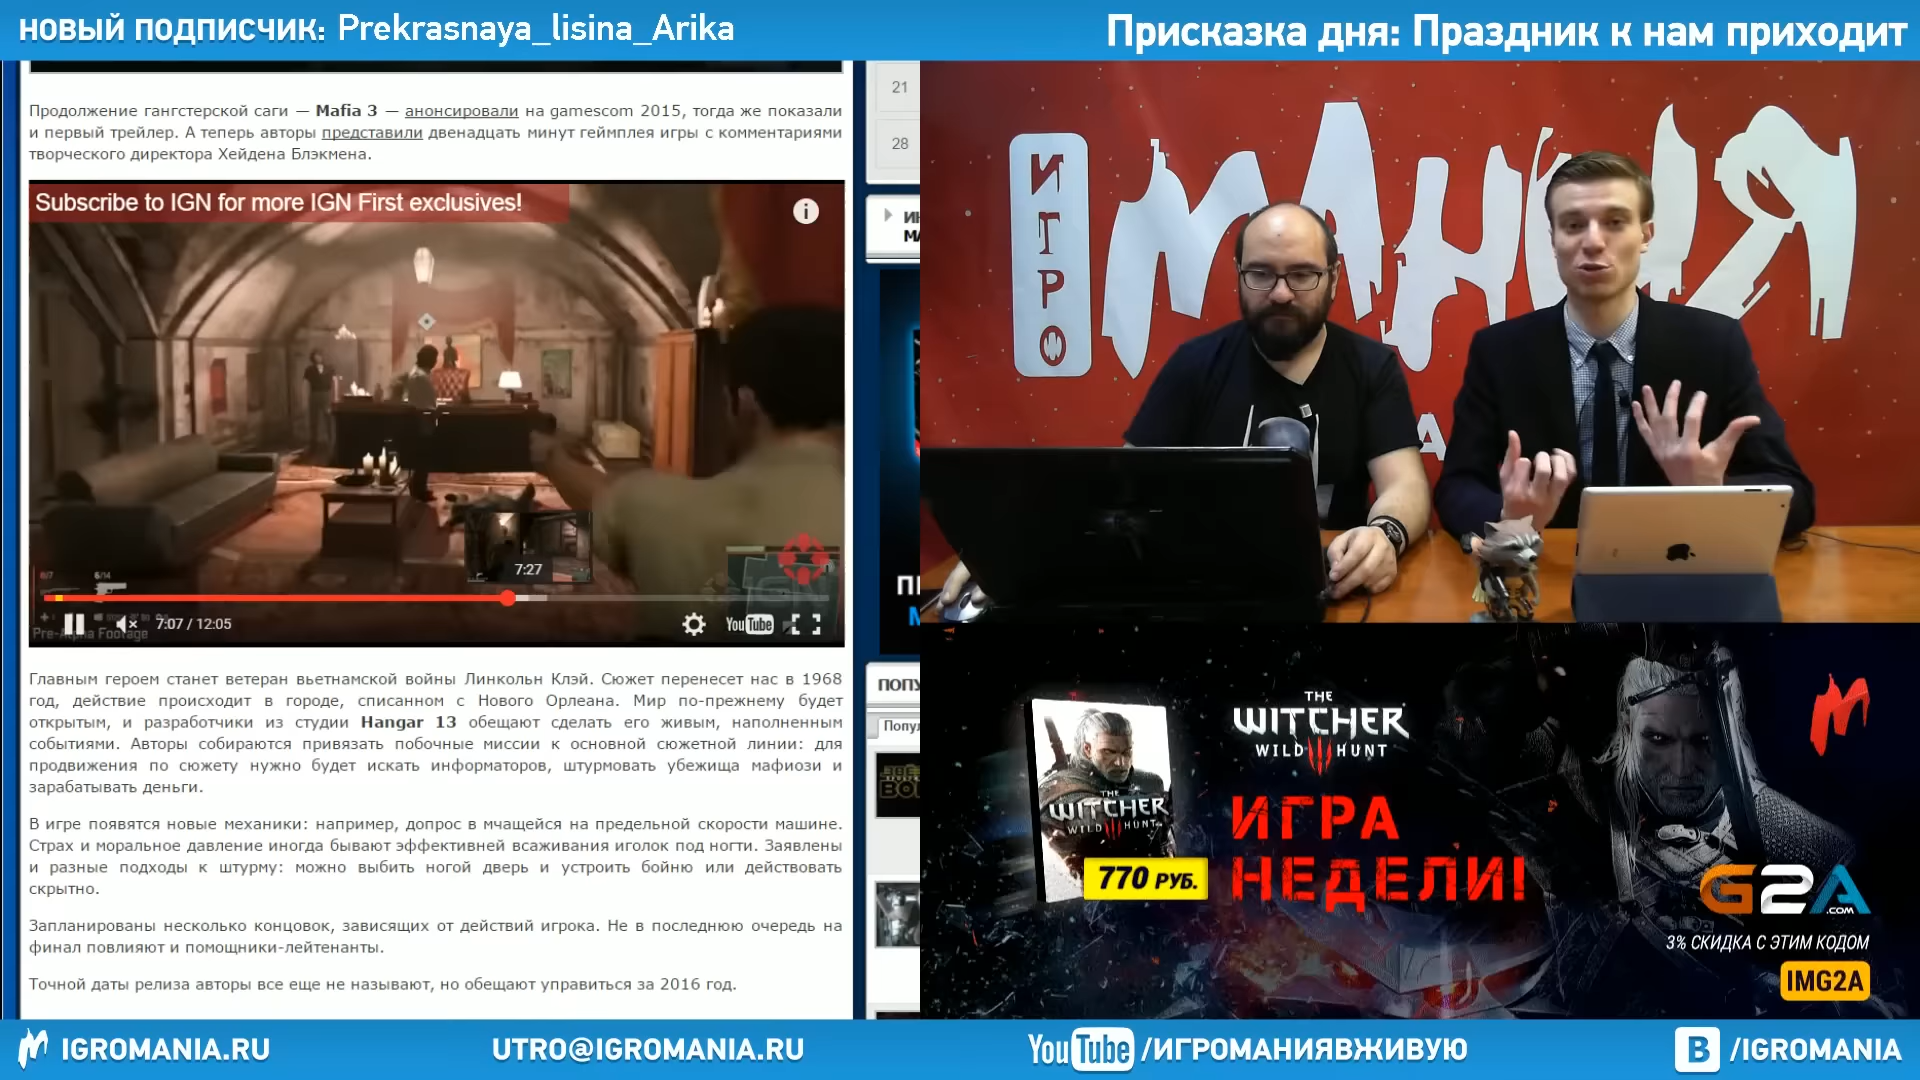 новый подписчик: Prekrasnaya_lisina_Arika
Присказка дня: Праздник к нам приходит
Продолжение гангстерской саги — Mafia 3 — анонсировали на gamescom 2015, тогда же показали
и первый трейлер. А теперь авторы представили двенадцать минут геймплея игры с комментариями
творческого директора Хейдена Блэкмена.
Subscribe to IGN for more IGN First exclusives!
7:27
7:07 / 12:05
YouTube
Pre-Alpha Footage
Главным героем станет ветеран вьетнамской войны Линкольн Клэй. Сюжет перенесет нас в 1968
год, действие происходит в городе, списанном с Нового Орлеана. Мир по-прежнему будет
открытым, и разработчики из студии Hangar 13 обещают сделать его живым, наполненным
событиями. Авторы собираются привязать побочные миссии к основной сюжетной линии: для
продвижения по сюжету нужно будет искать информаторов, штурмовать убежища мафиози и
зарабатывать деньги.
В игре появятся новые механики: например, допрос в мчащейся на предельной скорости машине.
Страх и моральное давление иногда бывают эффективней всаживания иголок под ногти. Заявлены
и разные подходы к штурму: можно выбить ногой дверь и устроить бойню или действовать
скрытно.
Запланированы несколько концовок, зависящих от действий игрока. Не в последнюю очередь на
финал повлияют и помощники-лейтенанты.
Точной даты релиза авторы все еще не называют, но обещают управиться за 2016 год.
21
28
ИГРО
МАНИЯ
THE
WITCHER
WILD HUNT
THE
WITCHER
WILD HUNT
770 РУБ.
ИГРА
НЕДЕЛИ!
G2A
.COM
3% СКИДКА С ЭТИМ КОДОМ
IMG2A
IGROMANIA.RU
UTRO@IGROMANIA.RU
YouTube /ИГРОМАНИЯВЖИВУЮ
B /IGROMANIA